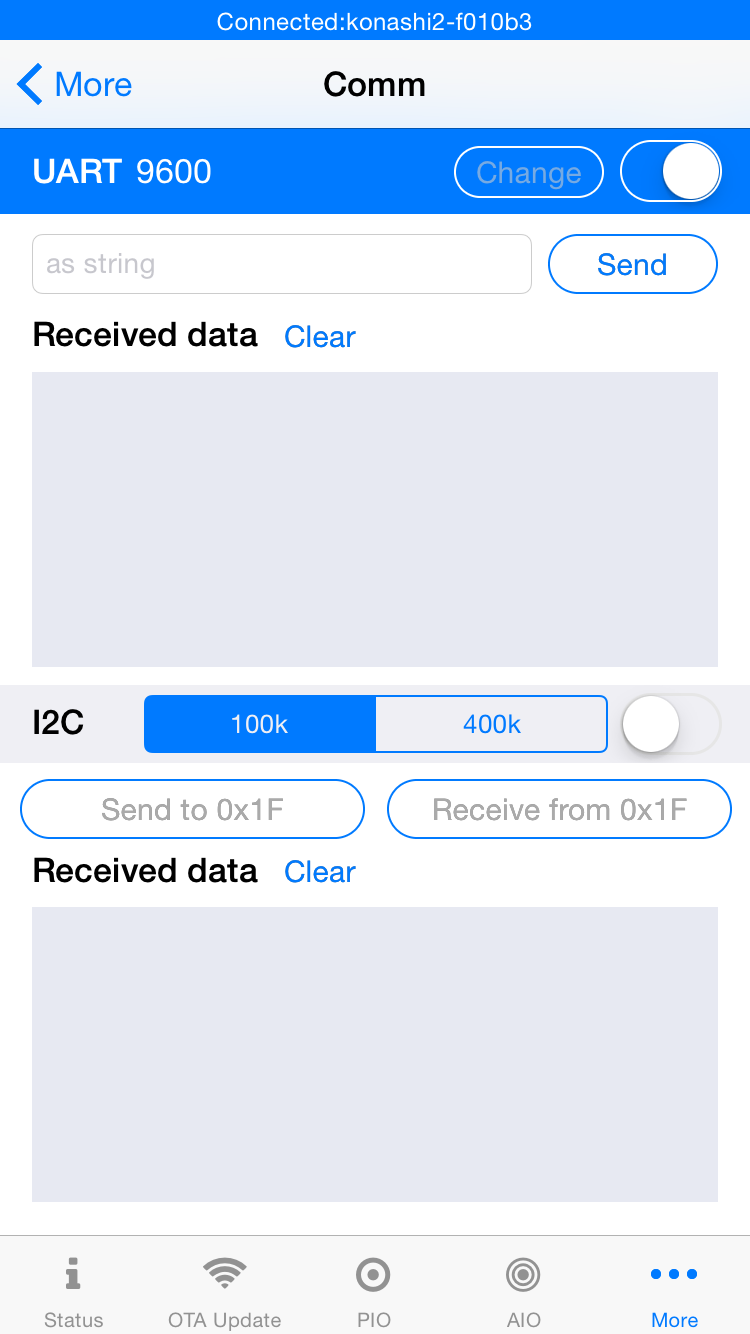 Connected:konashi2-f010b3
More Comm
UART 9600 Change
as string Send
Received data Clear
I2C 100k 400k
Send to 0x1F Receive from 0x1F
Received data Clear
Status OTA Update PIO AIO More